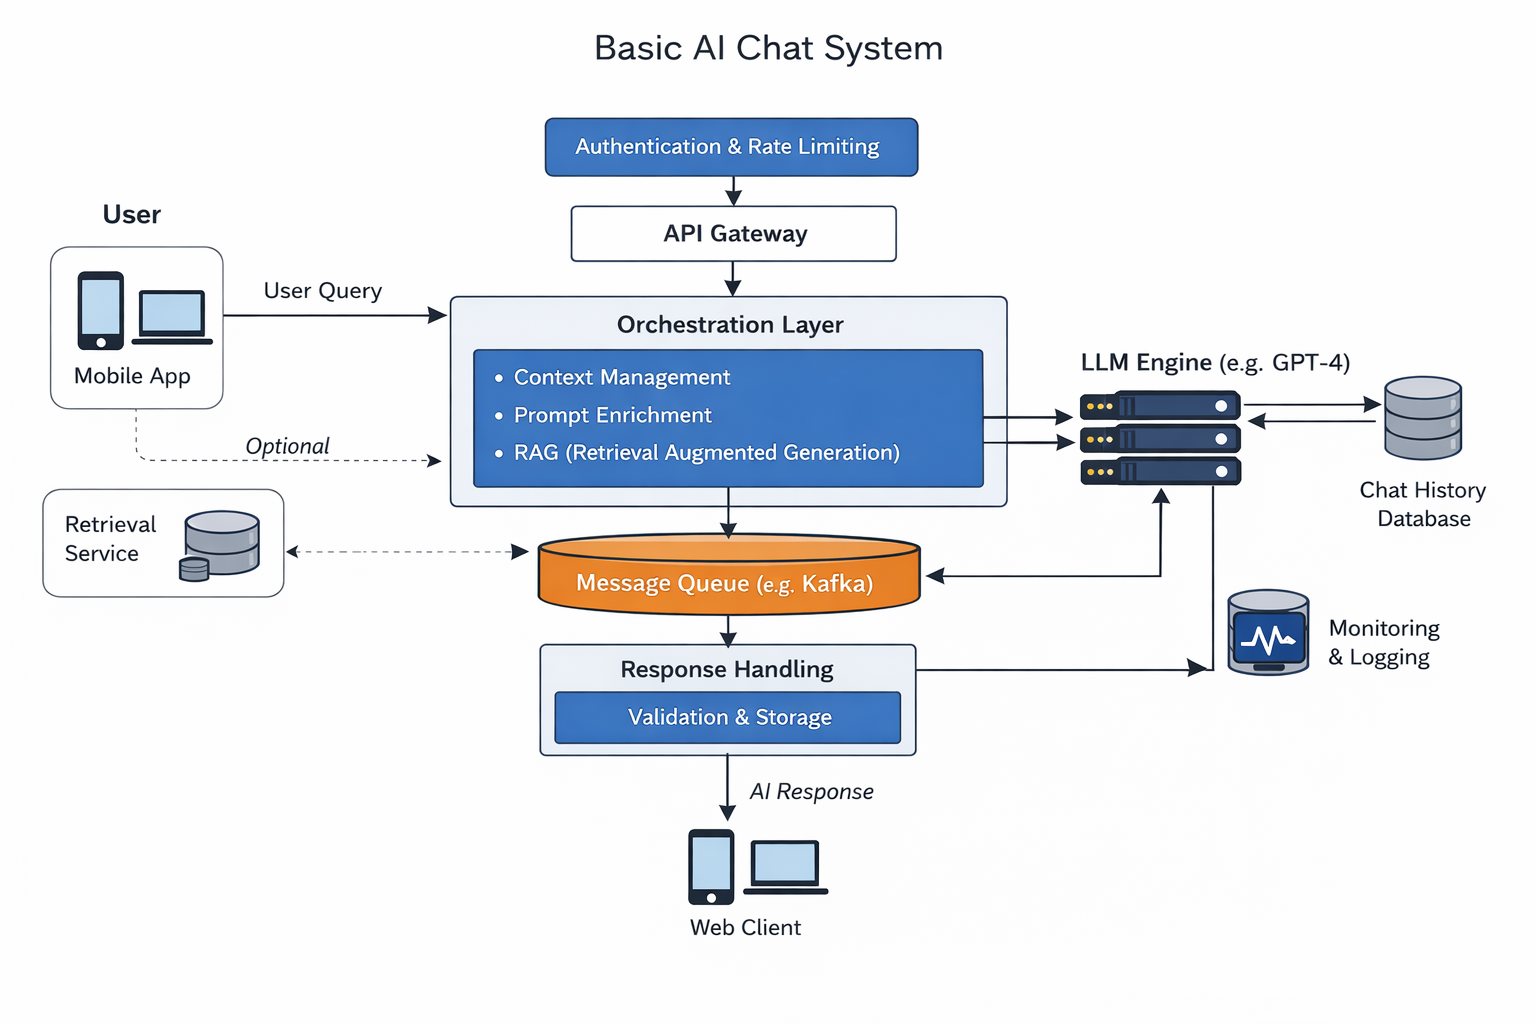 Basic AI Chat System
Authentication & Rate Limiting
User
API Gateway
User Query
Mobile App
Optional
Orchestration Layer
• Context Management
• Prompt Enrichment
• RAG (Retrieval Augmented Generation)
LLM Engine (e.g. GPT-4)
Chat History
Database
Retrieval
Service
Message Queue (e.g. Kafka)
Monitoring
& Logging
Response Handling
Validation & Storage
AI Response
Web Client